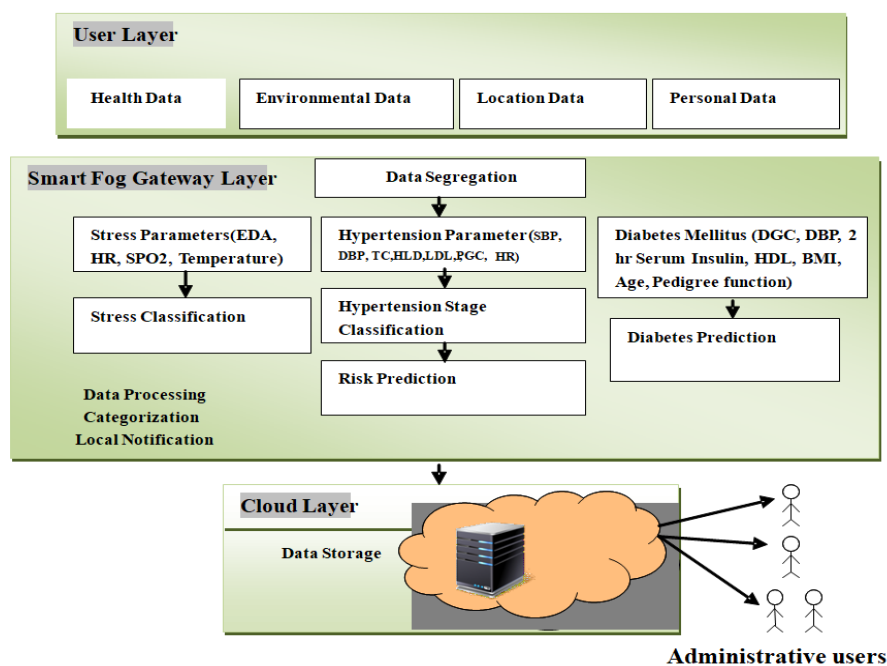 User Layer
Health Data
Environmental Data
Location Data
Personal Data
Smart Fog Gateway Layer
Data Segregation
Stress Parameters(EDA,
HR, SPO2, Temperature)
Stress Classification
Hypertension Parameter(SBP,
DBP, TC,HLD,LDL,PGC, HR)
Hypertension Stage
Classification
Risk Prediction
Diabetes Mellitus (DGC, DBP, 2
hr Serum Insulin, HDL, BMI,
Age, Pedigree function)
Diabetes Prediction
Data Processing
Categorization
Local Notification
Cloud Layer
Data Storage
Administrative users